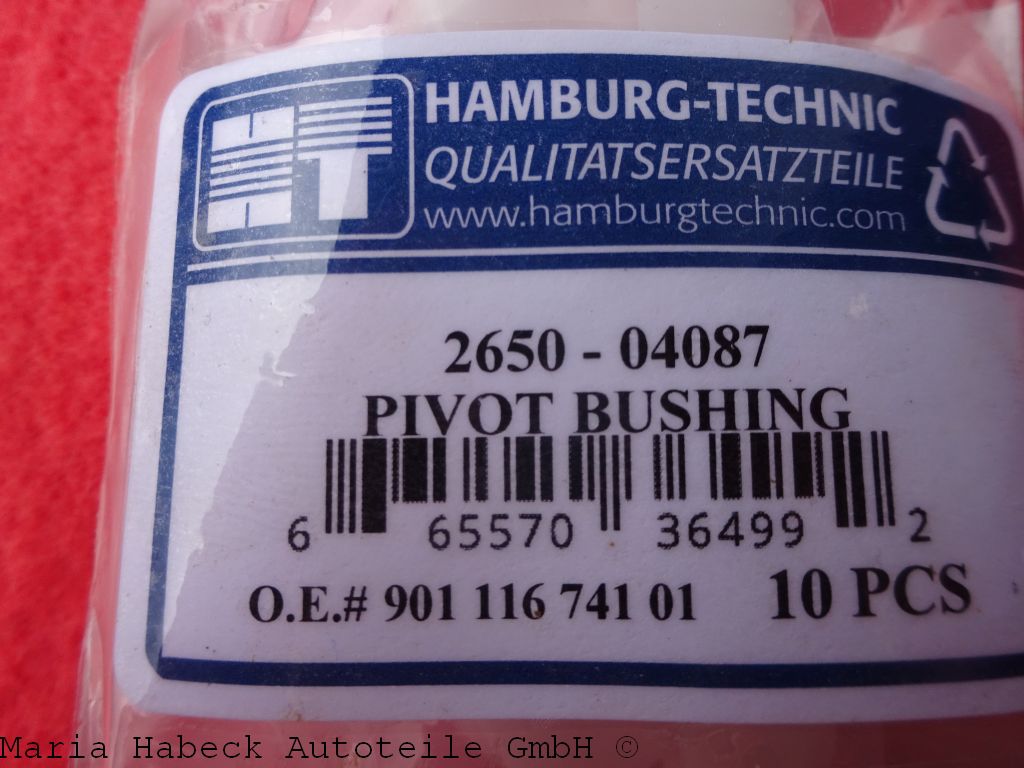 HT
HAMBURG-TECHNIC
QUALITATSERSATZTEILE
www.hamburgtechnic.com
2650 - 04087
PIVOT BUSHING
6 65570 36499 2
O.E.# 901 116 741 01 10 PCS
Maria Habeck Autoteile GmbH ©